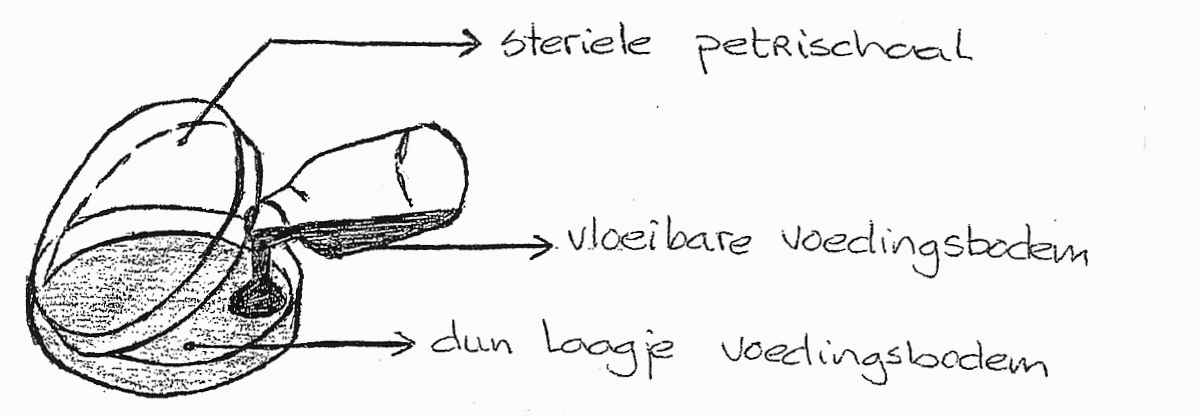 steriele petrischaal
vloeibare voedingsbodem
dun laagje voedingsbodem